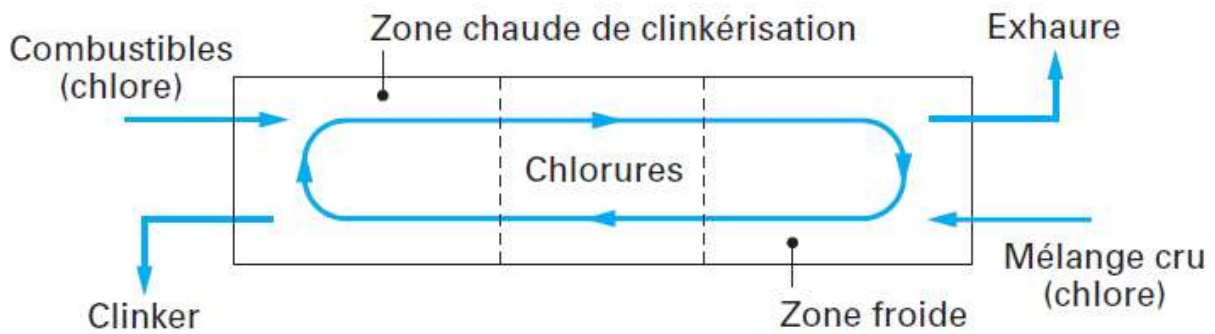 Zone chaude de clinkérisation
Exhaure
Combustibles
(chlore)
Chlorures
Mélange cru
(chlore)
Clinker
Zone froide